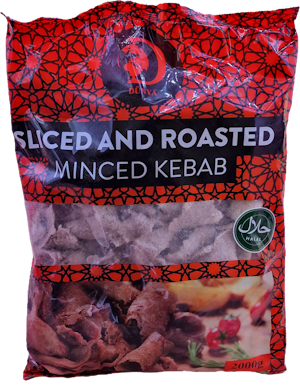 SLICED AND ROASTED
MINCED KEBAB
حلال
HALAL
2000g